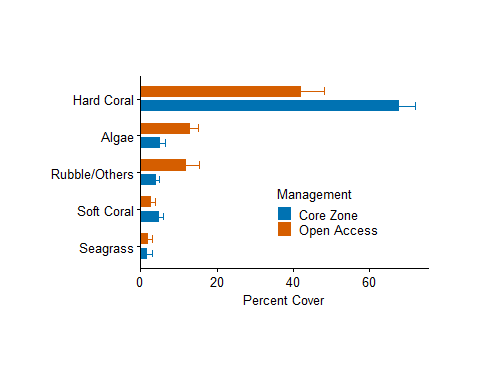 Hard Coral
Algae
Rubble/Others
Soft Coral
Seagrass
Management
Core Zone
Open Access
0 20 40 60
Percent Cover